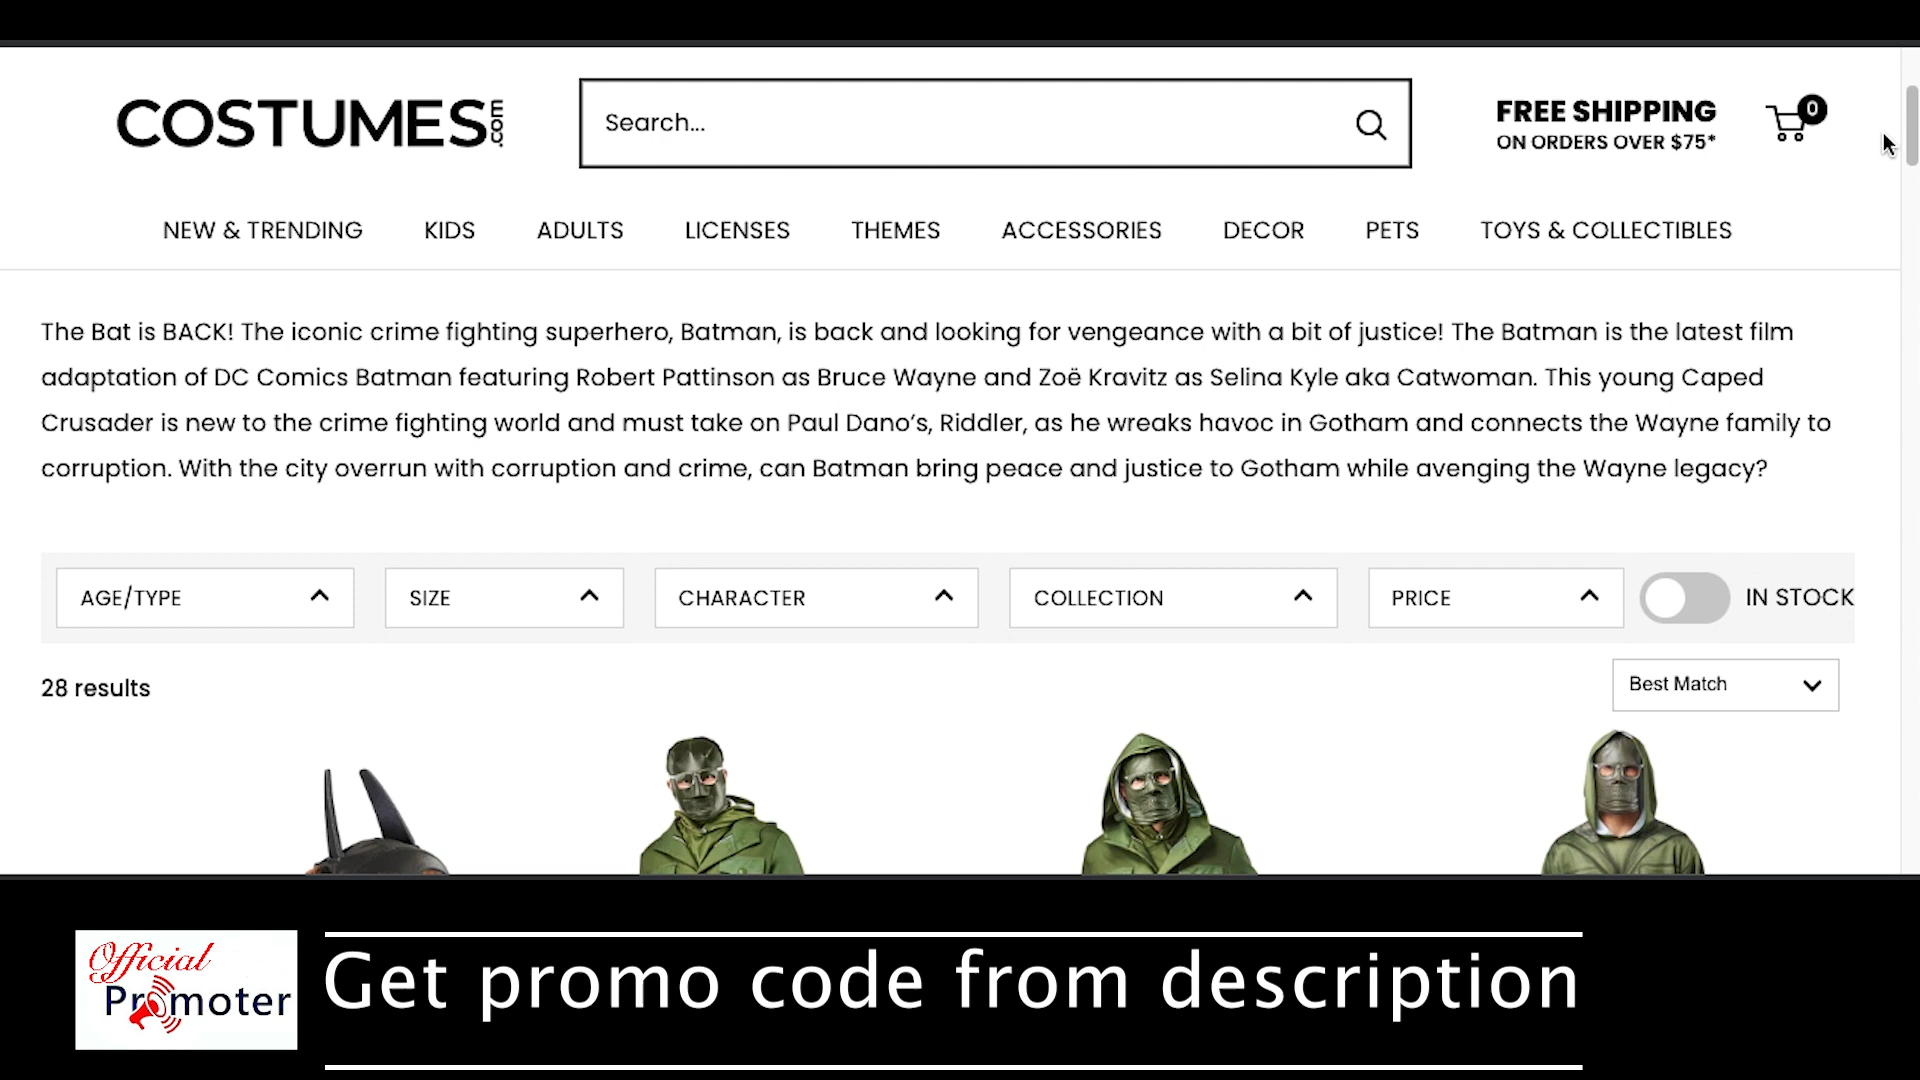 COSTUMES.com
Search...
FREE SHIPPING
ON ORDERS OVER $75*
0
NEW & TRENDING KIDS ADULTS LICENSES THEMES ACCESSORIES DECOR PETS TOYS & COLLECTIBLES
The Bat is BACK! The iconic crime fighting superhero, Batman, is back and looking for vengeance with a bit of justice! The Batman is the latest film
adaptation of DC Comics Batman featuring Robert Pattinson as Bruce Wayne and Zoë Kravitz as Selina Kyle aka Catwoman. This young Caped
Crusader is new to the crime fighting world and must take on Paul Dano’s, Riddler, as he wreaks havoc in Gotham and connects the Wayne family to
corruption. With the city overrun with corruption and crime, can Batman bring peace and justice to Gotham while avenging the Wayne legacy?
AGE/TYPE SIZE CHARACTER COLLECTION PRICE IN STOCK
28 results
Best Match
Official
Promoter
Get promo code from description